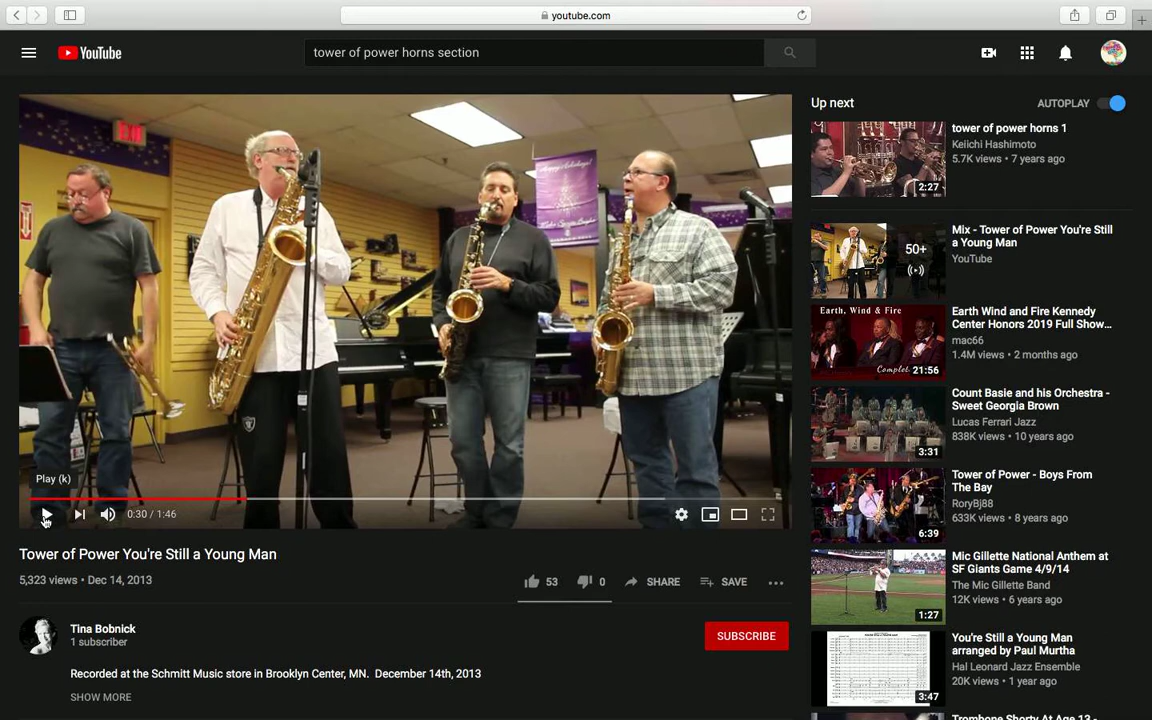 youtube.com
YouTube
tower of power horns section
EXIT
Happy Holidays!
Play (k)
0:30 / 1:46
Tower of Power You're Still a Young Man
5,323 views • Dec 14, 2013
53
0
SHARE
SAVE
Tina Bobnick
1 subscriber
SUBSCRIBE
Recorded at the Schmitt Music store in Brooklyn Center, MN.  December 14th, 2013
SHOW MORE
Up next
AUTOPLAY
2:27
tower of power horns 1
Keiichi Hashimoto
5.7K views • 7 years ago
50+
Mix - Tower of Power You're Still
a Young Man
YouTube
Earth, Wind & Fire
Complet
21:56
Earth Wind and Fire Kennedy
Center Honors 2019 Full Show...
mac66
1.4M views • 2 months ago
3:31
Count Basie and his Orchestra -
Sweet Georgia Brown
Lucas Ferrari Jazz
838K views • 10 years ago
6:39
Tower of Power - Boys From
The Bay
RoryBj88
633K views • 8 years ago
1:27
Mic Gillette National Anthem at
SF Giants Game 4/9/14
The Mic Gillette Band
12K views • 6 years ago
3:47
You're Still a Young Man
arranged by Paul Murtha
Hal Leonard Jazz Ensemble
20K views • 1 year ago
Trombone Shorty At Age 13 -